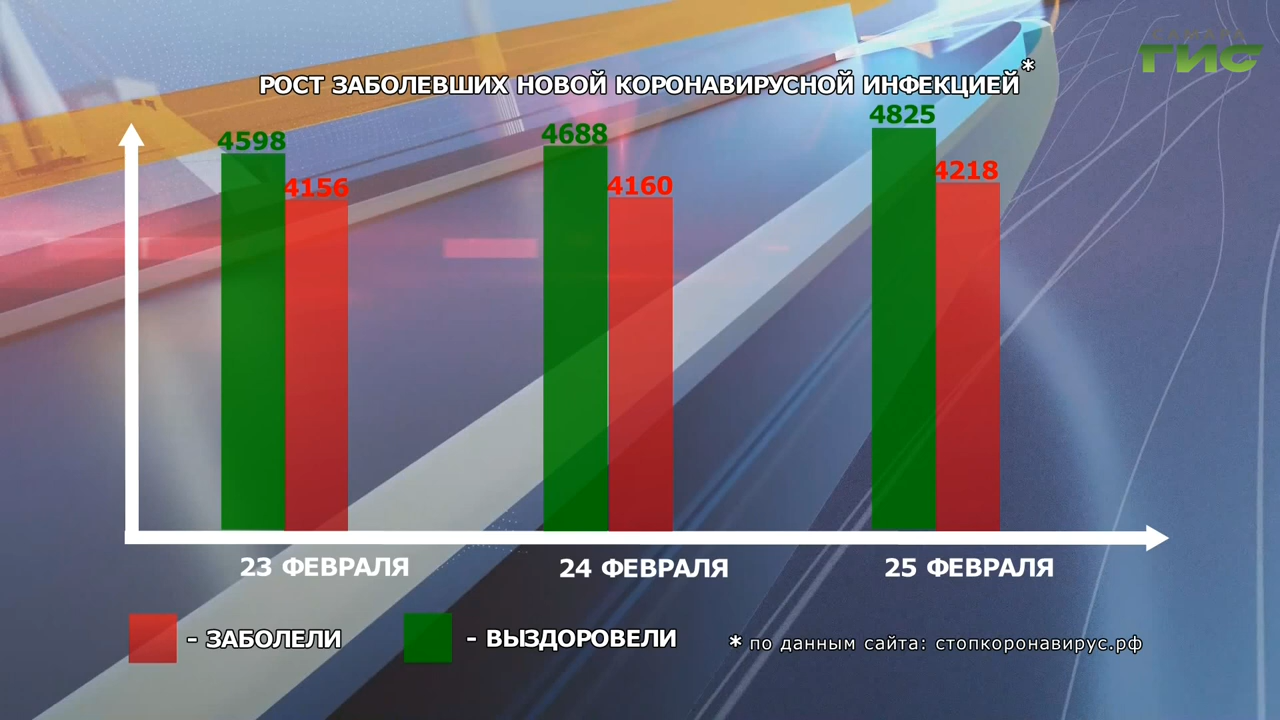 САМАРА
ГИС
РОСТ ЗАБОЛЕВШИХ НОВОЙ КОРОНАВИРУСНОЙ ИНФЕКЦИЕЙ*
4598
4156
4688
4160
4825
4218
23 ФЕВРАЛЯ
24 ФЕВРАЛЯ
25 ФЕВРАЛЯ
- ЗАБОЛЕЛИ
- ВЫЗДОРОВЕЛИ
* по данным сайта: стопкоронавирус.рф